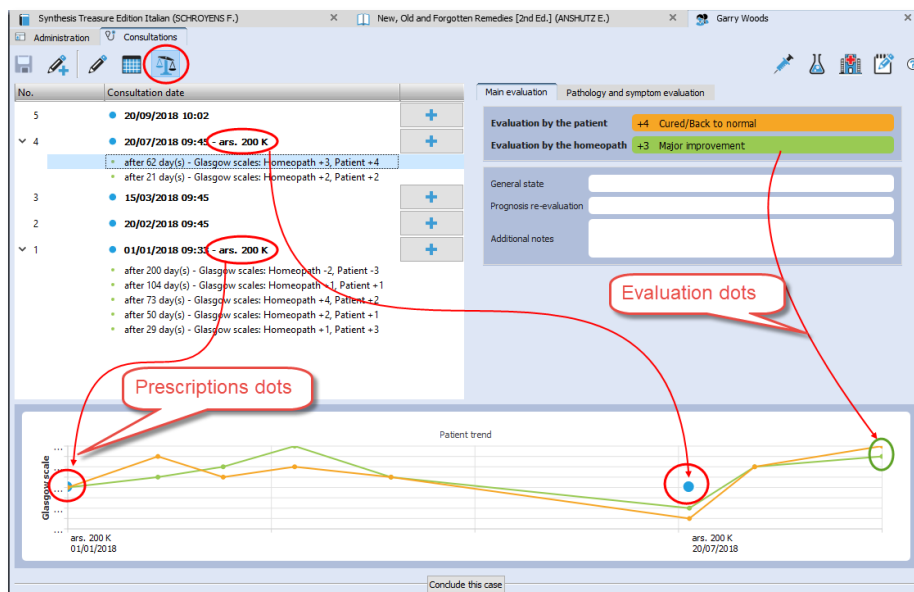 Synthesis Treasure Edition Italian (SCHROYENS F.)
New, Old and Forgotten Remedies [2nd Ed.] (ANSHUTZ E.)
Garry Woods
Administration
Consultations
No. Consultation date
5 20/09/2018 10:02
4 20/07/2018 09:45 - ars. 200 K
after 62 day(s) - Glasgow scales: Homeopath +3, Patient +4
after 21 day(s) - Glasgow scales: Homeopath +2, Patient +2
3 15/03/2018 09:45
2 20/02/2018 09:45
1 01/01/2018 09:33 - ars. 200 K
after 200 day(s) - Glasgow scales: Homeopath -2, Patient -3
after 104 day(s) - Glasgow scales: Homeopath +1, Patient +1
after 73 day(s) - Glasgow scales: Homeopath +4, Patient +2
after 50 day(s) - Glasgow scales: Homeopath +2, Patient +1
after 29 day(s) - Glasgow scales: Homeopath +1, Patient +3
Main evaluation
Pathology and symptom evaluation
Evaluation by the patient +4 Cured/Back to normal
Evaluation by the homeopath +3 Major improvement
General state
Prognosis re-evaluation
Additional notes
Evaluation dots
Prescriptions dots
Patient trend
Glasgow scale
...
...
...
...
...
ars. 200 K
01/01/2018
ars. 200 K
20/07/2018
Conclude this case